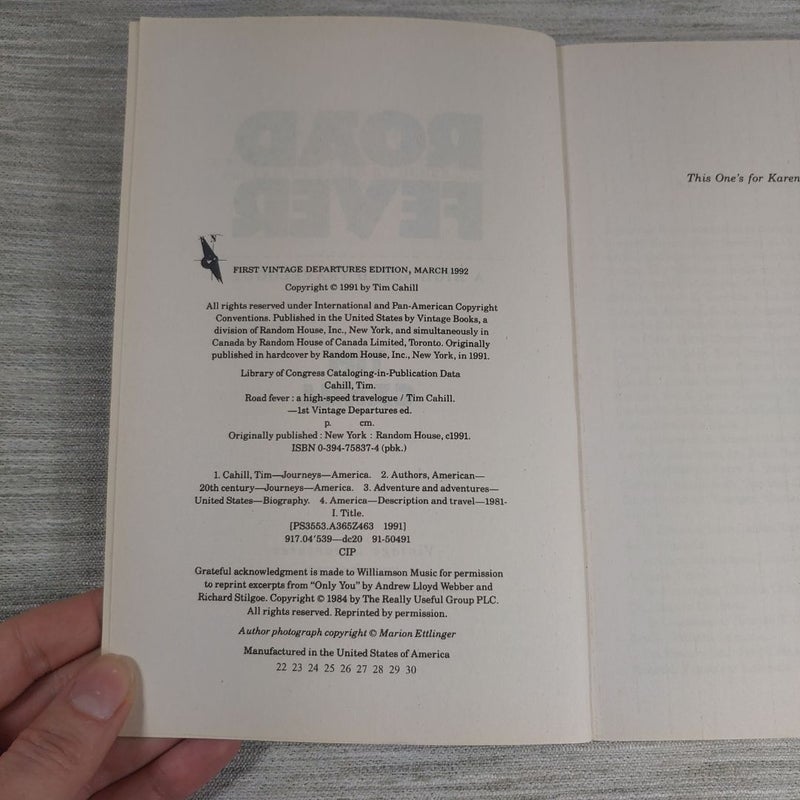 N
FIRST VINTAGE DEPARTURES EDITION, MARCH 1992
Copyright © 1991 by Tim Cahill
All rights reserved under International and Pan-American Copyright
Conventions. Published in the United States by Vintage Books, a
division of Random House, Inc., New York, and simultaneously in
Canada by Random House of Canada Limited, Toronto. Originally
published in hardcover by Random House, Inc., New York, in 1991.
Library of Congress Cataloging-in-Publication Data
Cahill, Tim.
Road fever : a high-speed travelogue / Tim Cahill.
—1st Vintage Departures ed.
p. cm.
Originally published : New York : Random House, c1991.
ISBN 0-394-75837-4 (pbk.)
1. Cahill, Tim—Journeys—America. 2. Authors, American—
20th century—Journeys—America. 3. Adventure and adventures—
United States—Biography. 4. America—Description and travel—1981-
I. Title.
[PS3553.A365Z463 1991]
917.04′539—dc20 91-50491
CIP
Grateful acknowledgment is made to Williamson Music for permission
to reprint excerpts from “Only You” by Andrew Lloyd Webber and
Richard Stilgoe. Copyright © 1984 by The Really Useful Group PLC.
All rights reserved. Reprinted by permission.
Author photograph copyright © Marion Ettlinger
Manufactured in the United States of America
22 23 24 25 26 27 28 29 30
This One's for Karen
ROAD
FEVER